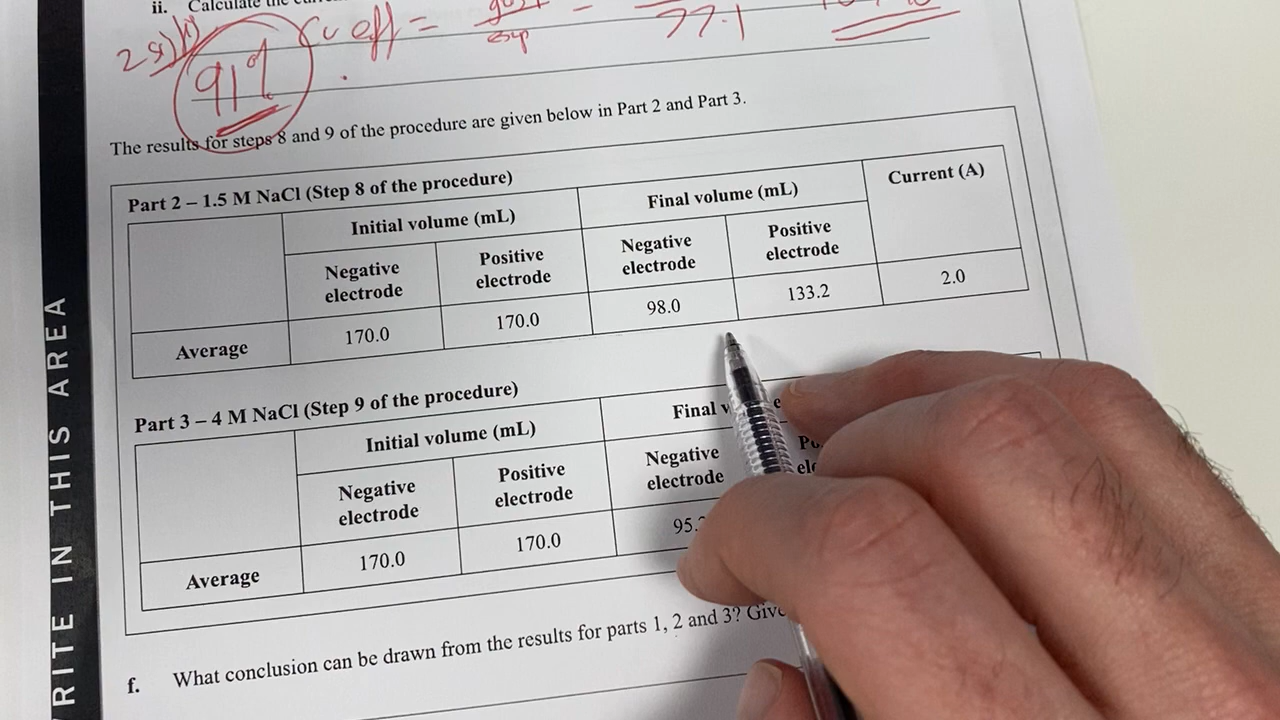 ii. Calculate the
91%
eff =
77.1
The results for steps 8 and 9 of the procedure are given below in Part 2 and Part 3.
Part 2 – 1.5 M NaCl (Step 8 of the procedure)
Initial volume (mL) Final volume (mL) Current (A)
Negative electrode Positive electrode Negative electrode Positive electrode
Average 170.0 170.0 98.0 133.2 2.0
Part 3 – 4 M NaCl (Step 9 of the procedure)
Initial volume (mL) Final
Negative electrode Positive electrode Negative electrode
Average 170.0 170.0 95.
f. What conclusion can be drawn from the results for parts 1, 2 and 3? Give
WRITE IN THIS AREA